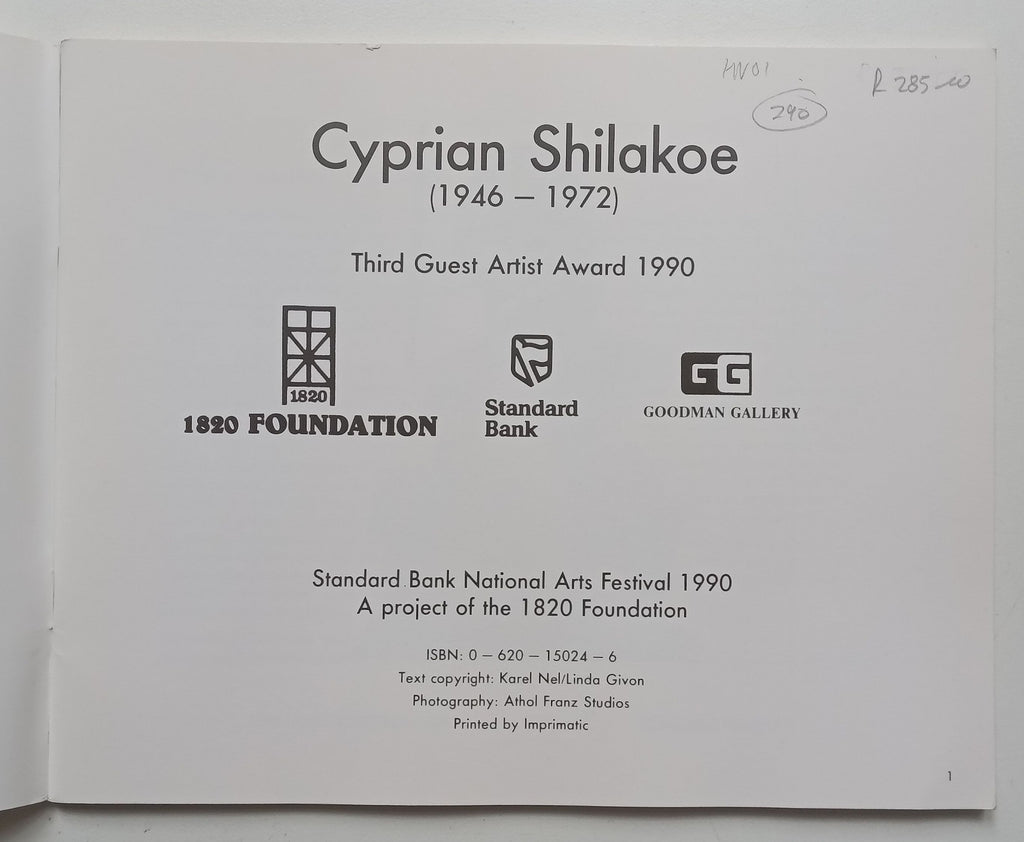 290
R 285-00
Cyprian Shilakoe
(1946 — 1972)
Third Guest Artist Award 1990
1820
1820 FOUNDATION
Standard
Bank
GG
GOODMAN GALLERY
Standard Bank National Arts Festival 1990
A project of the 1820 Foundation
ISBN: 0 — 620 — 15024 — 6
Text copyright: Karel Nel/Linda Givon
Photography: Athol Franz Studios
Printed by Imprimatic
1